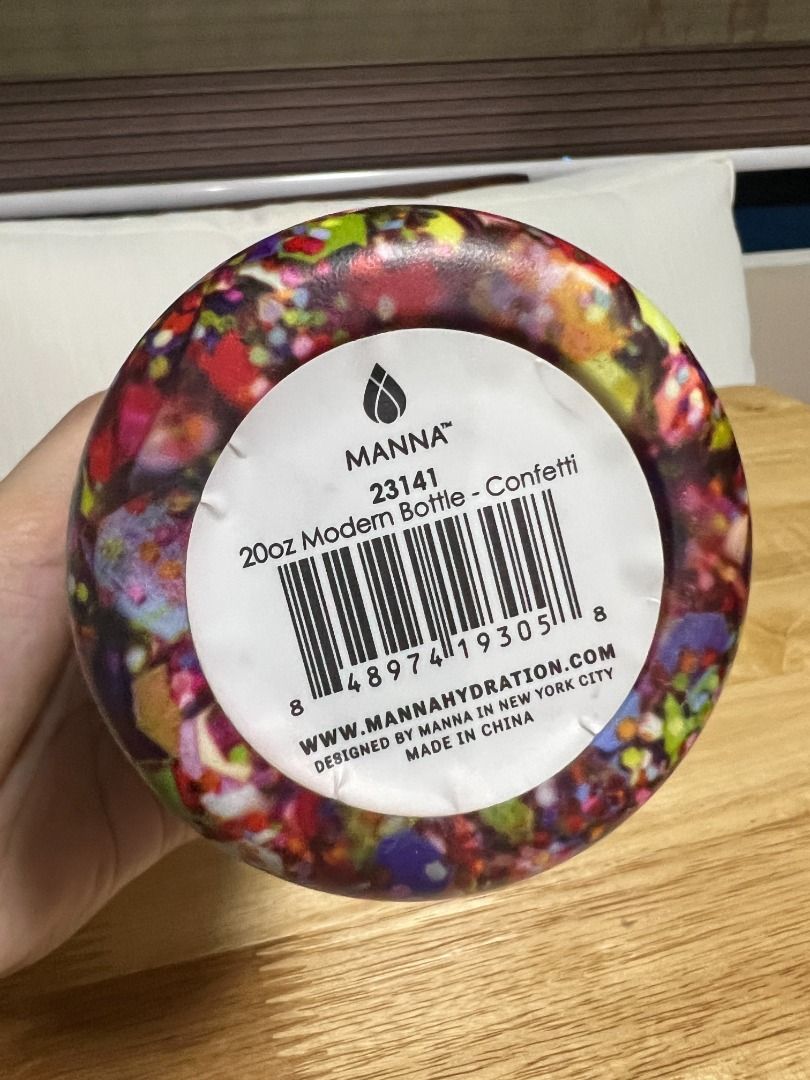 MANNA™
23141
20oz Modern Bottle - Confetti
8 48974 19305 8
WWW.MANNAHYDRATION.COM
DESIGNED BY MANNA IN NEW YORK CITY
MADE IN CHINA